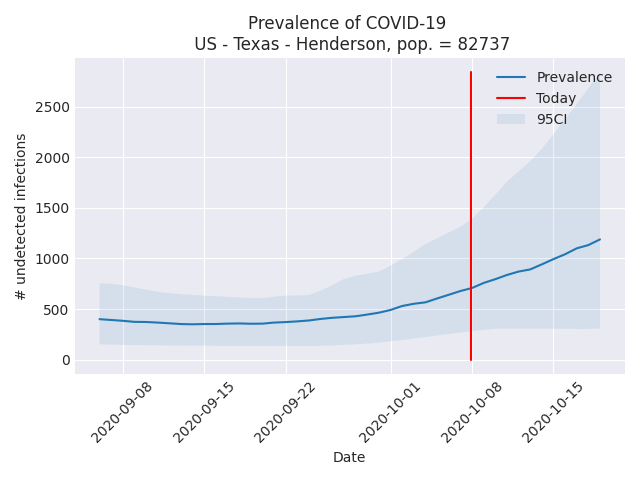 Prevalence of COVID-19
US - Texas - Henderson, pop. = 82737
Prevalence
Today
95CI
# undetected infections
2500
2000
1500
1000
500
0
2020-09-08
2020-09-15
2020-09-22
2020-10-01
2020-10-08
2020-10-15
Date